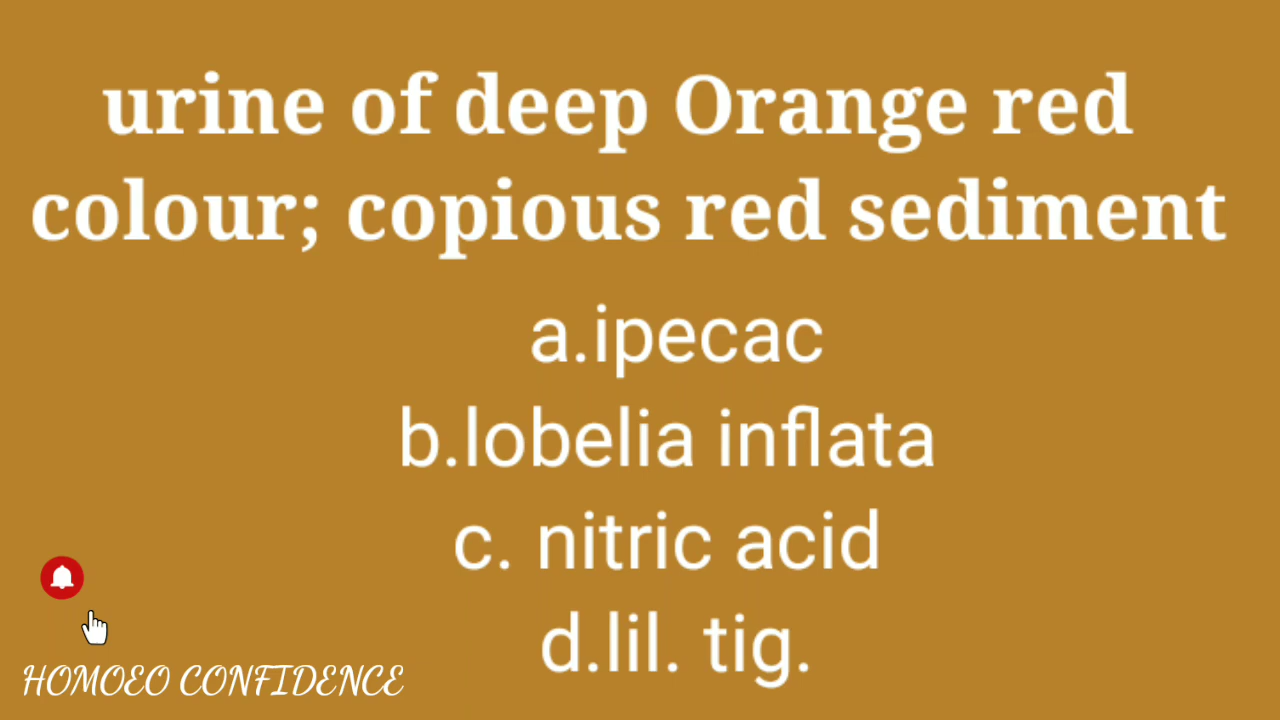 urine of deep Orange red
colour; copious red sediment
a.ipecac
b.lobelia inflata
c. nitric acid
d.lil. tig.
HOMOEO CONFIDENCE